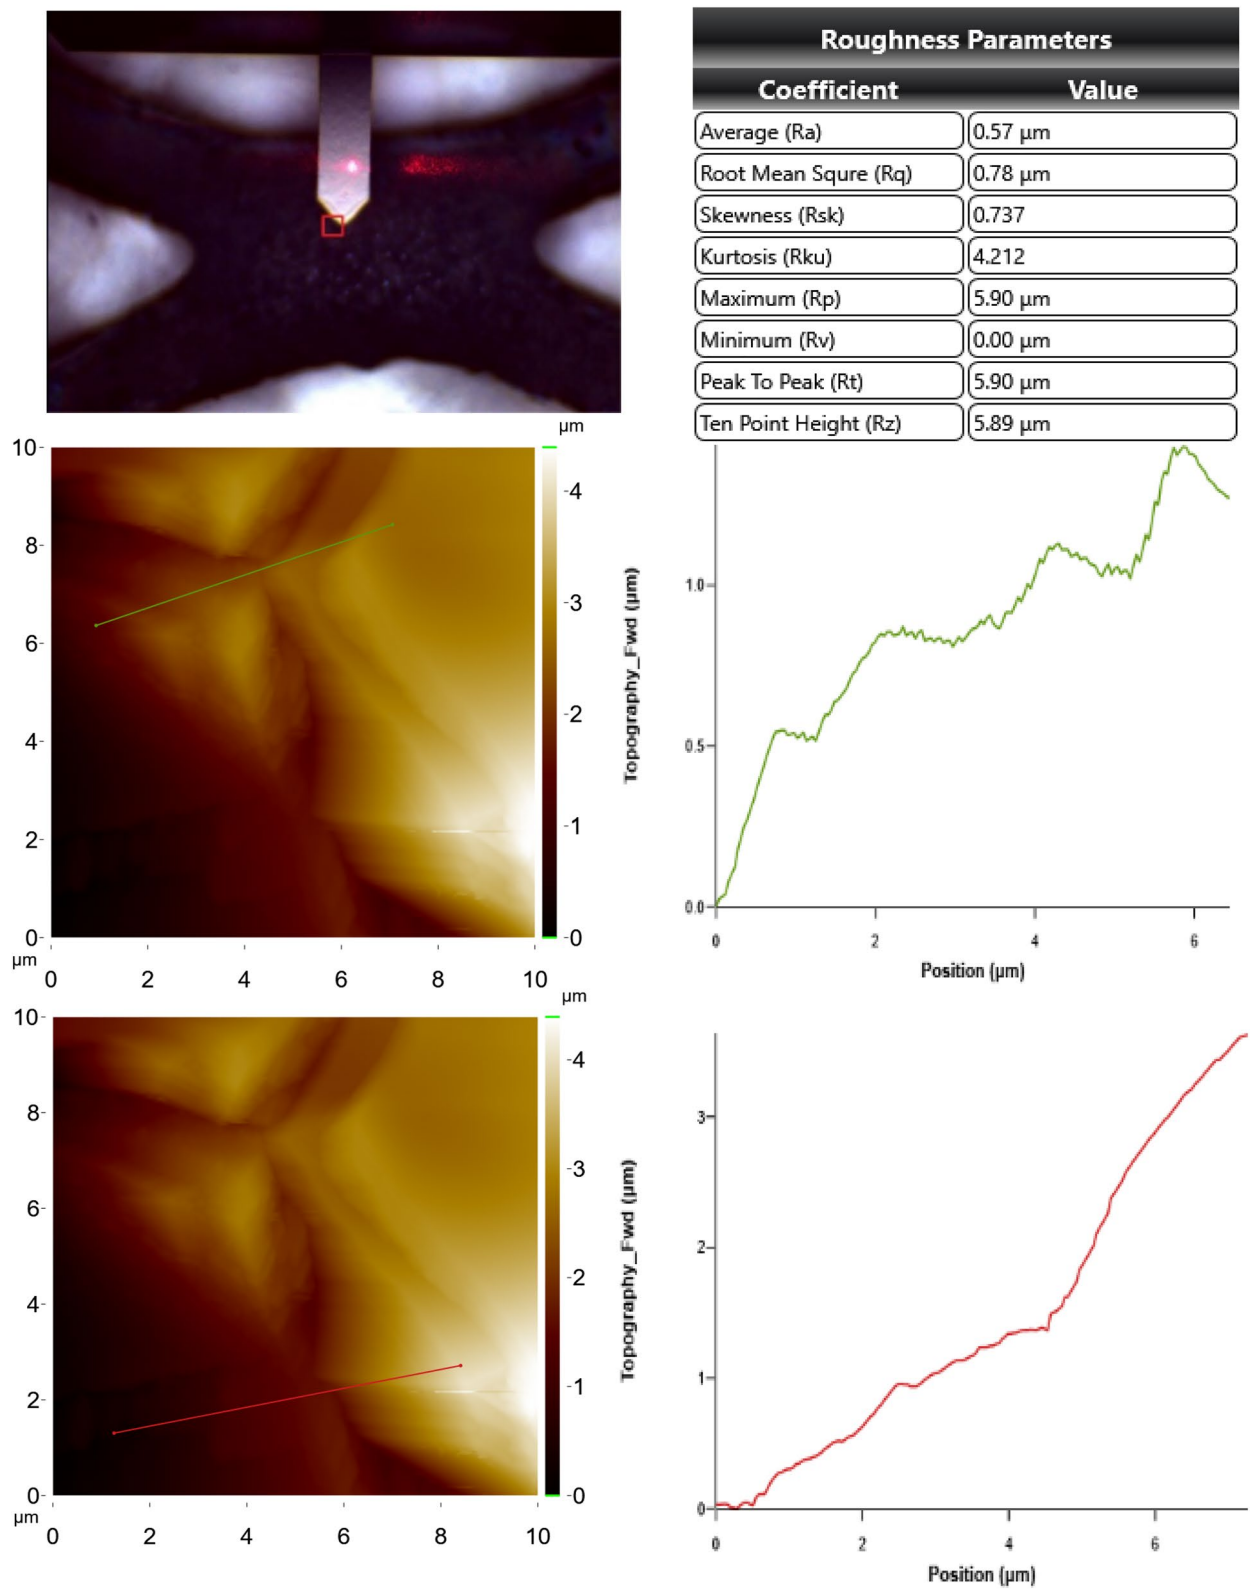 Roughness Parameters
Coefficient Value
Average (Ra) 0.57 µm
Root Mean Squre (Rq) 0.78 µm
Skewness (Rsk) 0.737
Kurtosis (Rku) 4.212
Maximum (Rp) 5.90 µm
Minimum (Rv) 0.00 µm
Peak To Peak (Rt) 5.90 µm
Ten Point Height (Rz) 5.89 µm
µm
10
8
6
4
2
0
µm
0 2 4 6 8 10
4
3
2
1
0
Topography_Fwd (µm)
1.0
0.5
0.0
0 2 4 6
Position (µm)
µm
10
8
6
4
2
0
µm
0 2 4 6 8 10
4
3
2
1
0
Topography_Fwd (µm)
3
2
1
0
0 2 4 6
Position (µm)